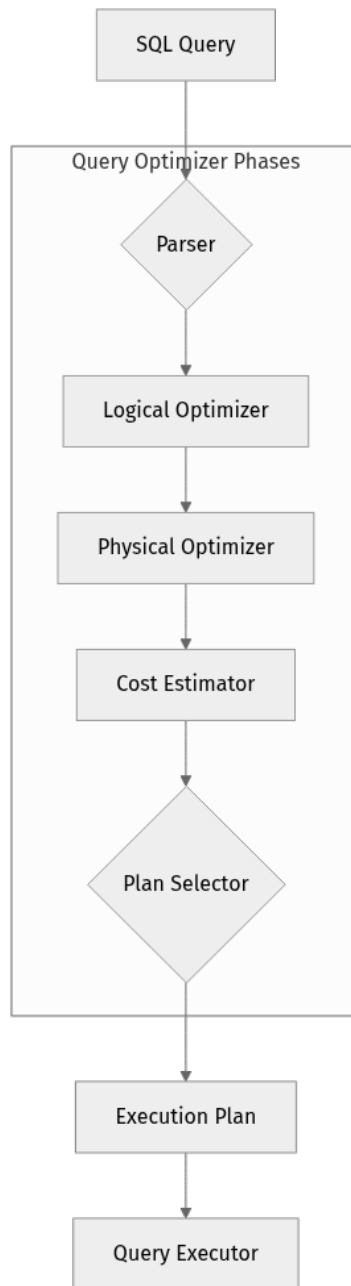 SQL Query
Query Optimizer Phases
Parser
Logical Optimizer
Physical Optimizer
Cost Estimator
Plan Selector
Execution Plan
Query Executor